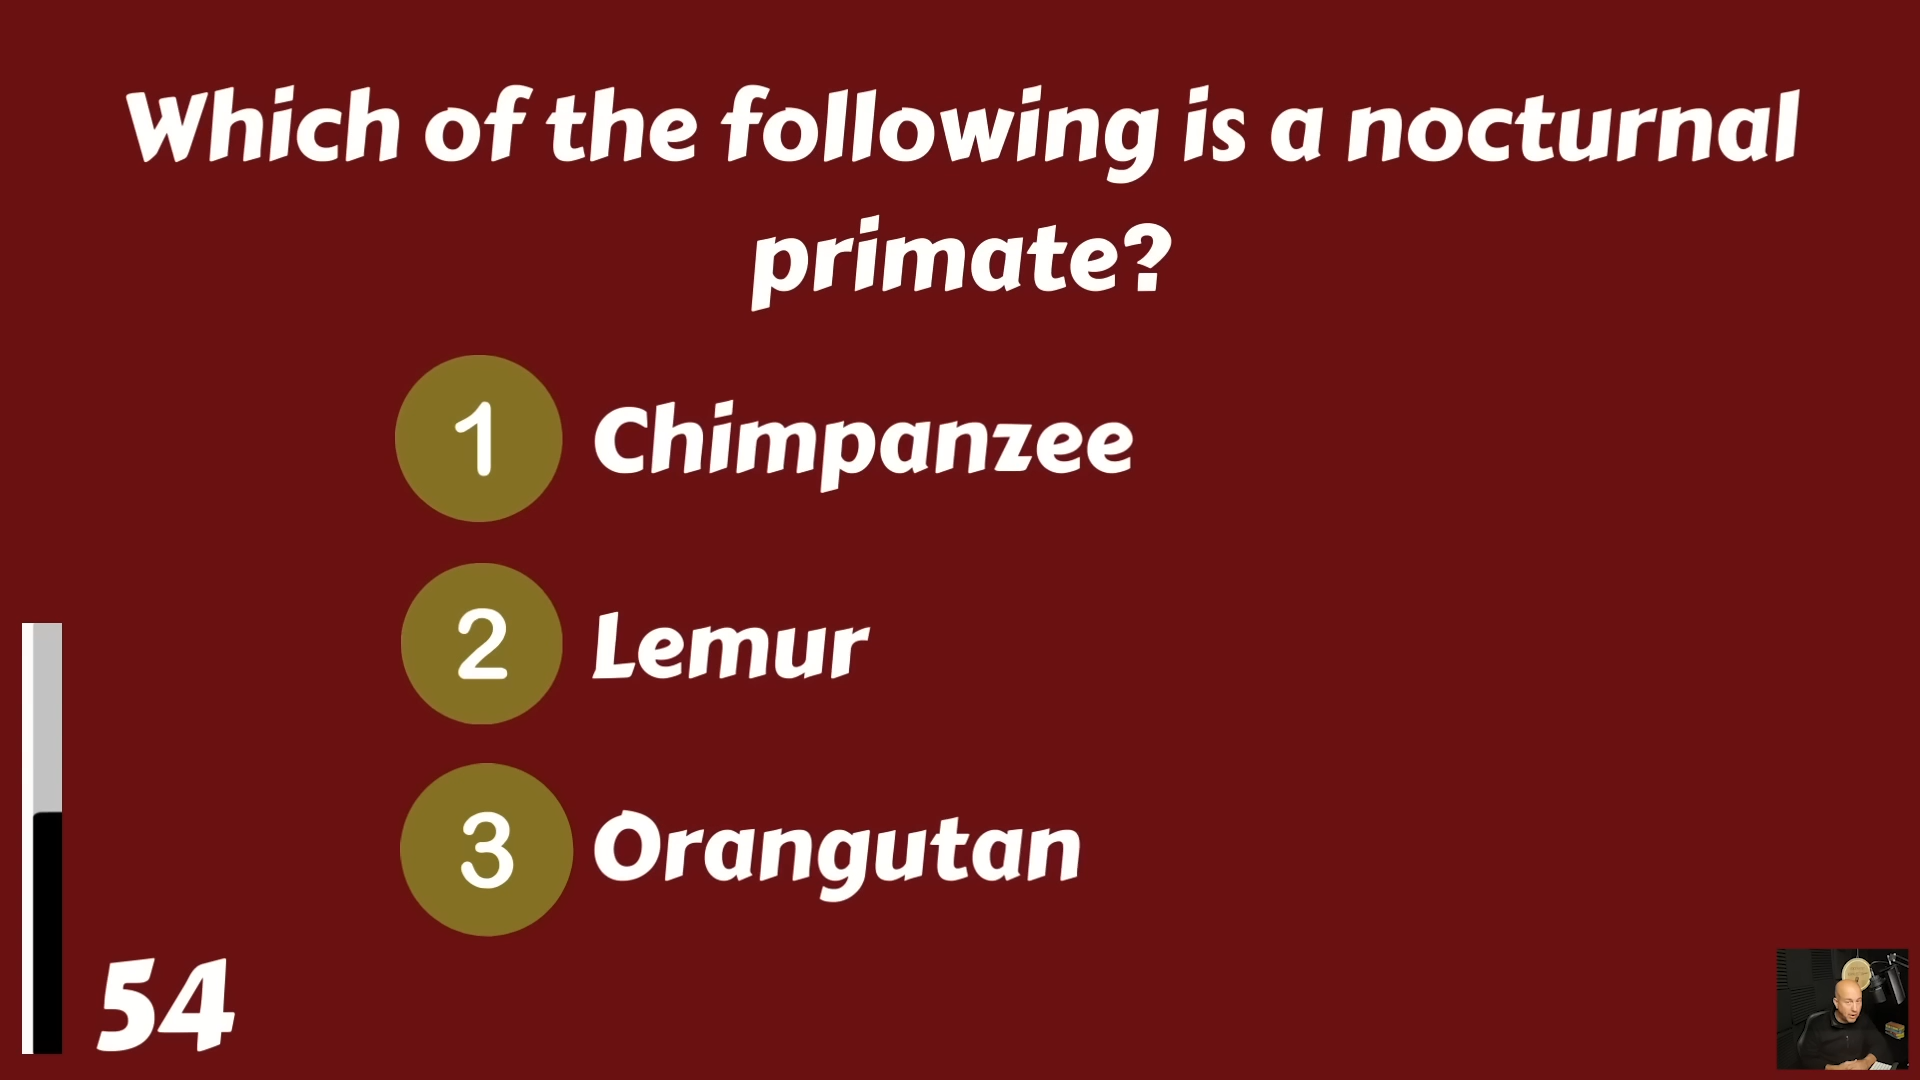 Which of the following is a nocturnal
primate?
1 Chimpanzee
2 Lemur
3 Orangutan
54